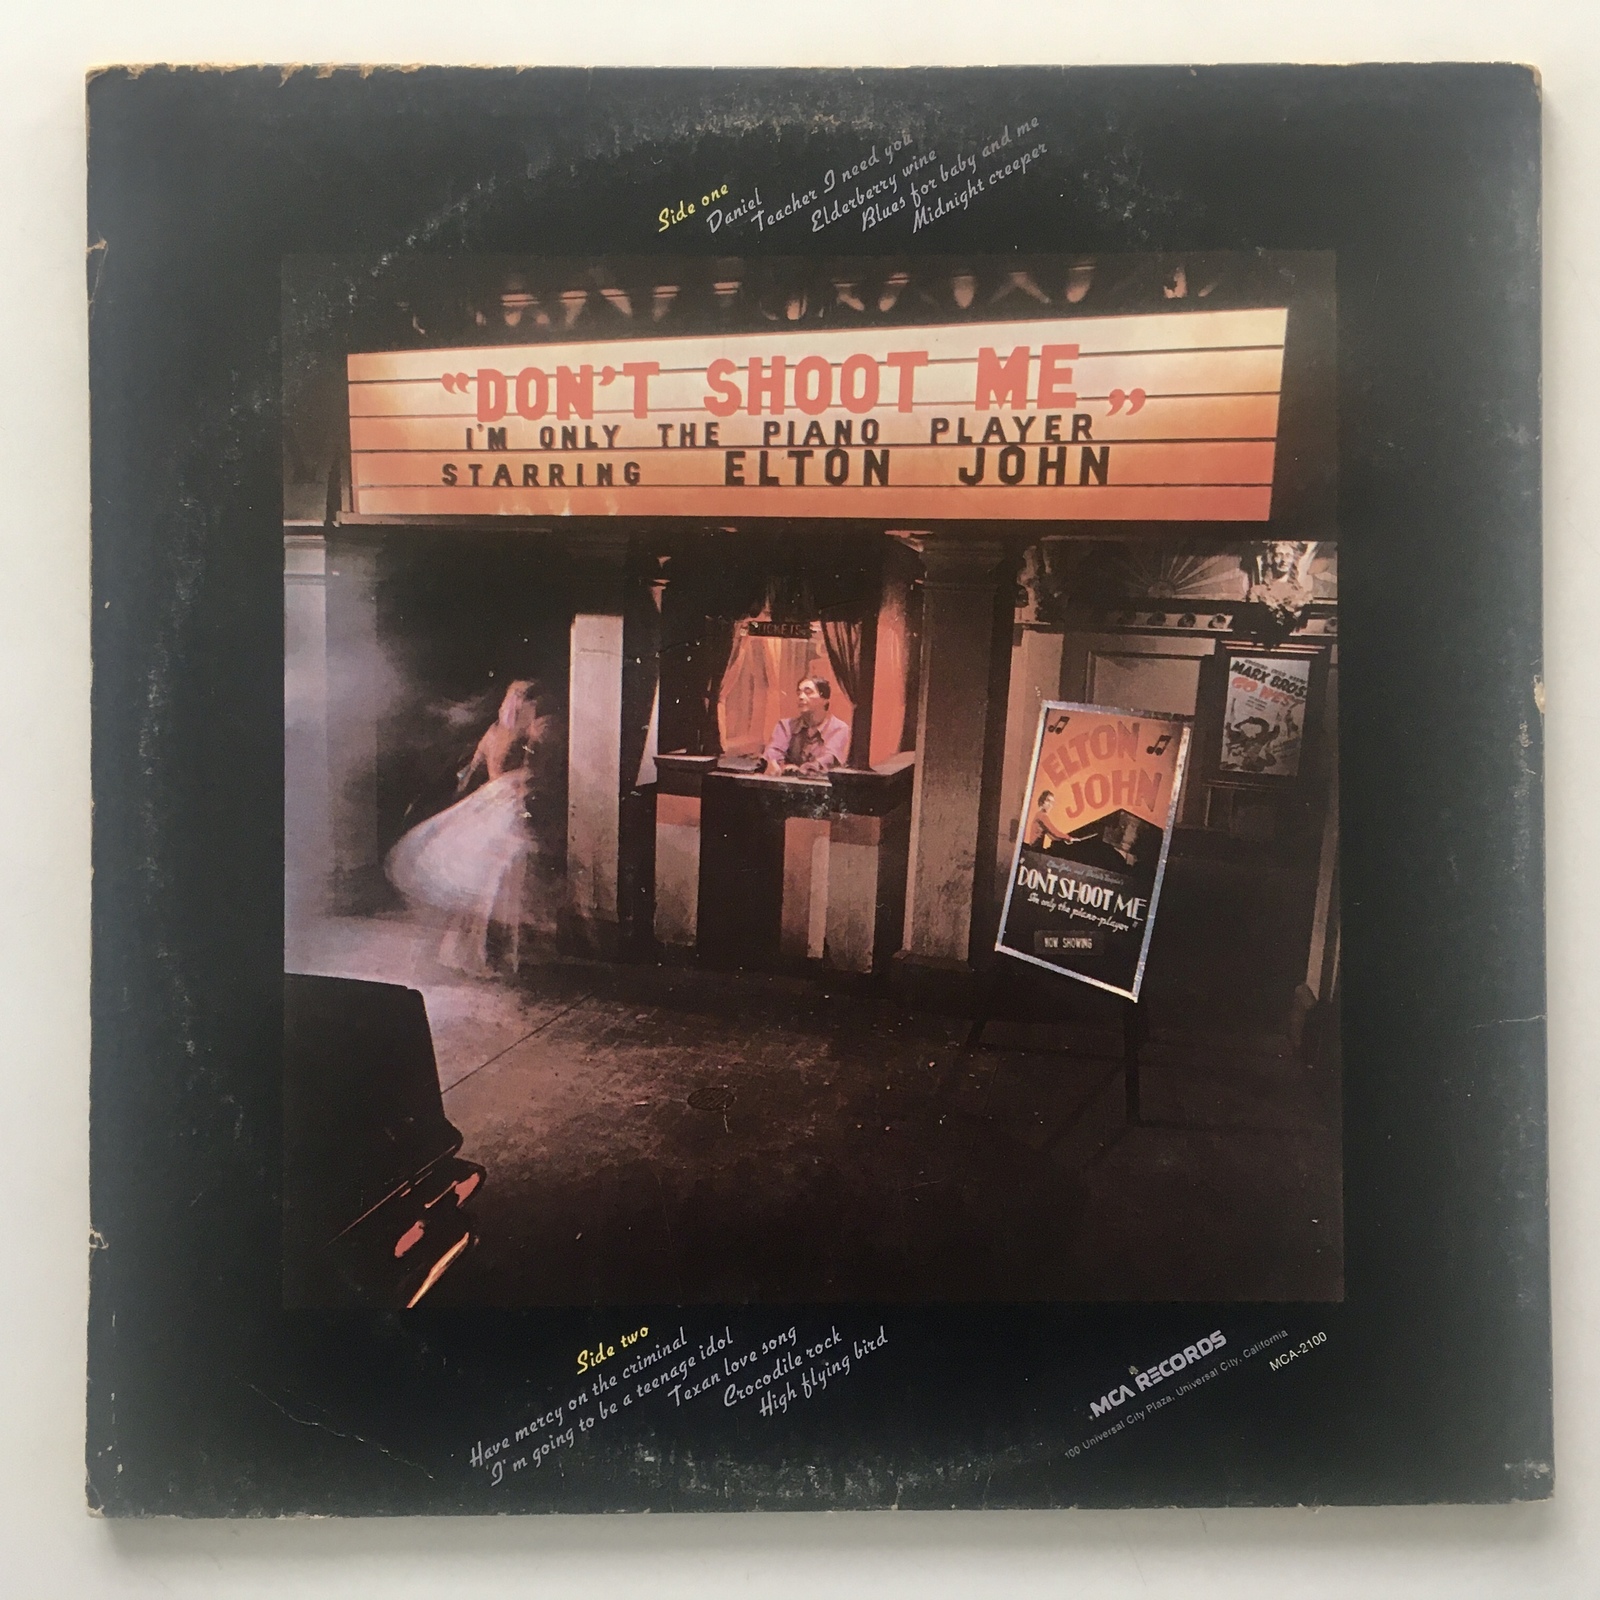 Side one
Daniel
Teacher I need you
Elderberry wine
Blues for baby and me
Midnight creeper
“DON'T SHOOT ME„
I'M ONLY THE PIANO PLAYER
STARRING ELTON JOHN
TICKETS
MARX BROS.
GO WEST
ELTON
JOHN
"DON'T SHOOT ME
I'm only the piano-player"
NOW SHOWING
Side two
Have mercy on the criminal
I'm going to be a teenage idol
Texan love song
Crocodile rock
High flying bird
MCA RECORDS
100 Universal City Plaza, Universal City, California
MCA-2100